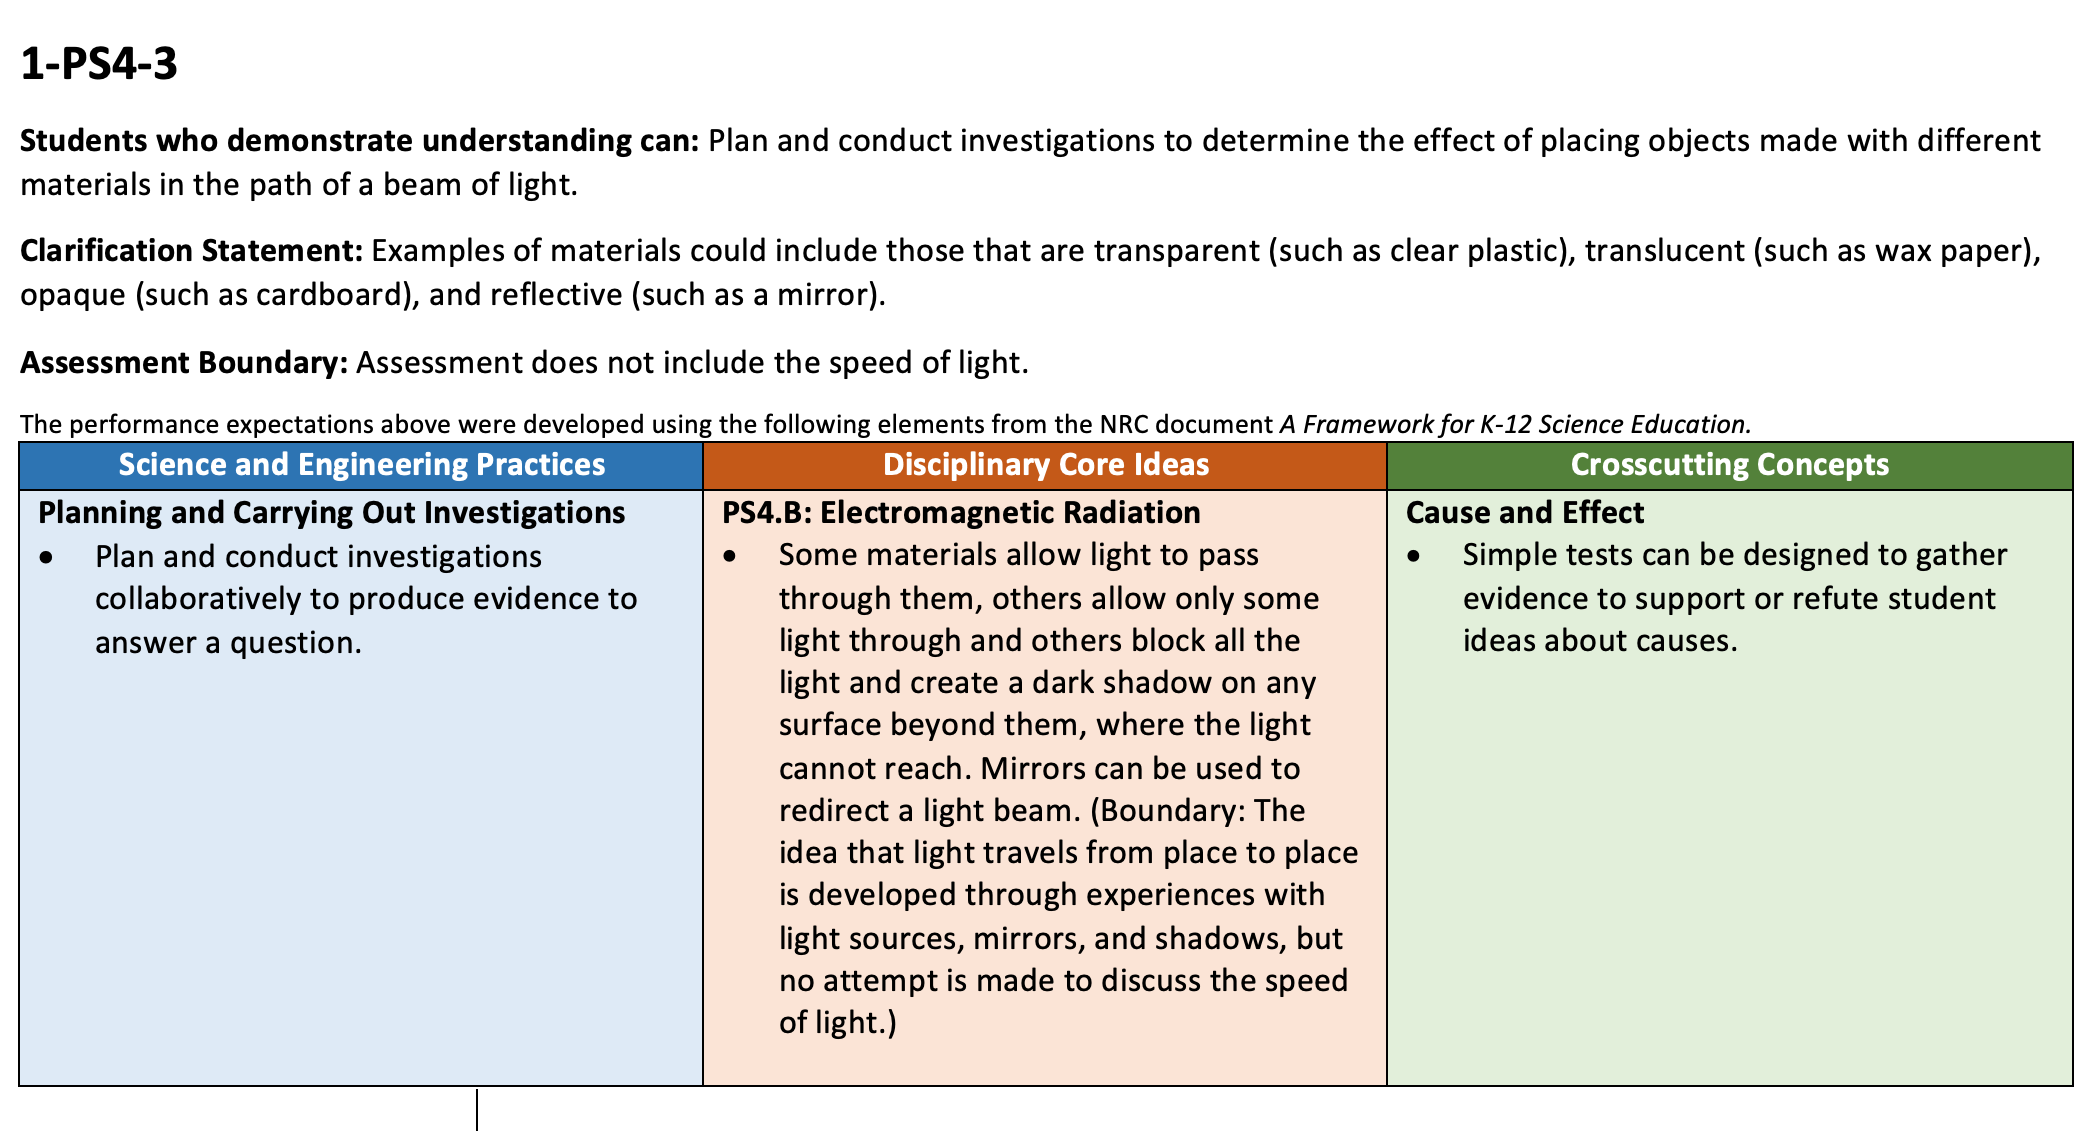 1-PS4-3
Students who demonstrate understanding can: Plan and conduct investigations to determine the effect of placing objects made with different
materials in the path of a beam of light.
Clarification Statement: Examples of materials could include those that are transparent (such as clear plastic), translucent (such as wax paper),
opaque (such as cardboard), and reflective (such as a mirror).
Assessment Boundary: Assessment does not include the speed of light.
The performance expectations above were developed using the following elements from the NRC document A Framework for K-12 Science Education.
Science and Engineering Practices
Planning and Carrying Out Investigations
• Plan and conduct investigations
collaboratively to produce evidence to
answer a question.
Disciplinary Core Ideas
PS4.B: Electromagnetic Radiation
• Some materials allow light to pass
through them, others allow only some
light through and others block all the
light and create a dark shadow on any
surface beyond them, where the light
cannot reach. Mirrors can be used to
redirect a light beam. (Boundary: The
idea that light travels from place to place
is developed through experiences with
light sources, mirrors, and shadows, but
no attempt is made to discuss the speed
of light.)
Crosscutting Concepts
Cause and Effect
• Simple tests can be designed to gather
evidence to support or refute student
ideas about causes.